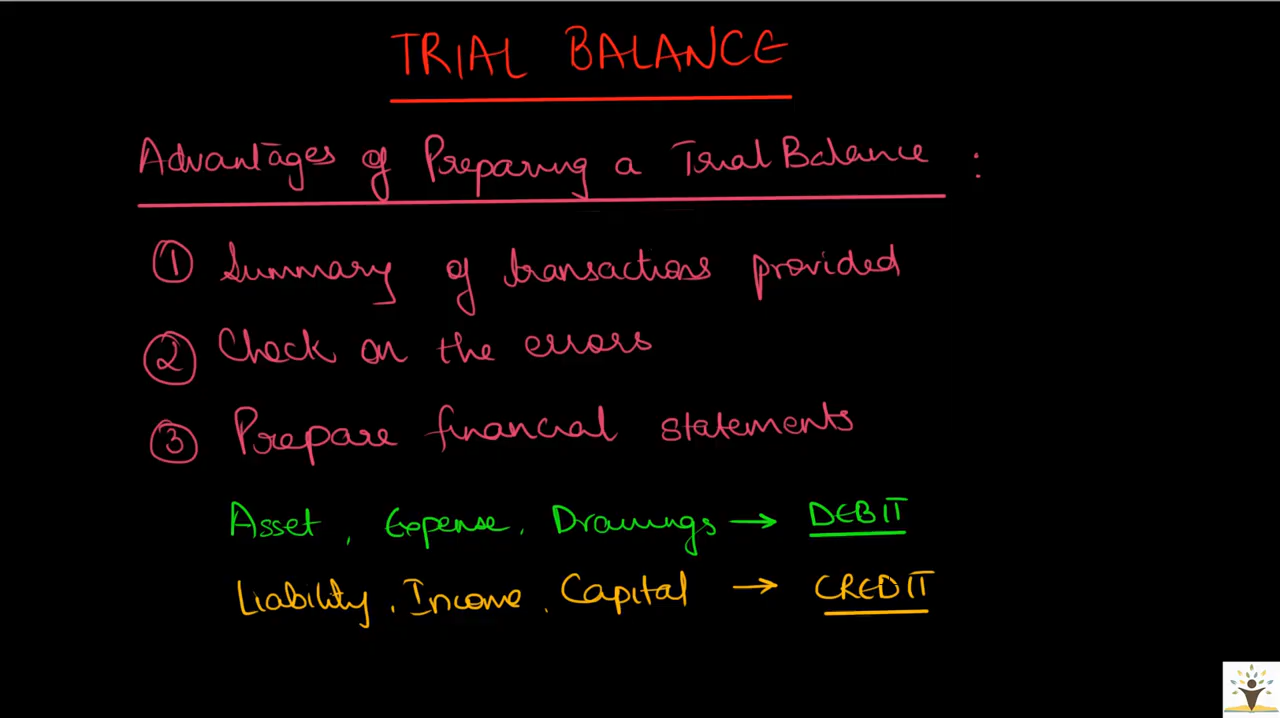 TRIAL BALANCE
Advantages of Preparing a Trial Balance :
① Summary of transactions provided
② Check on the errors
③ Prepare financial statements
Asset, Expense, Drawings → DEBIT
Liability, Income, Capital → CREDIT